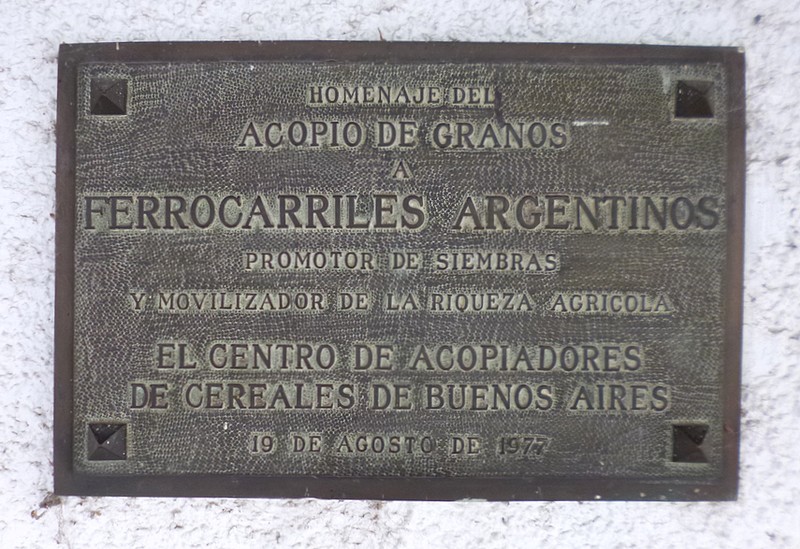 HOMENAJE DEL
ACOPIO DE GRANOS
A
FERROCARRILES ARGENTINOS
PROMOTOR DE SIEMBRAS
Y MOVILIZADOR DE LA RIQUEZA AGRICOLA
EL CENTRO DE ACOPIADORES
DE CEREALES DE BUENOS AIRES
19 DE AGOSTO DE 1977